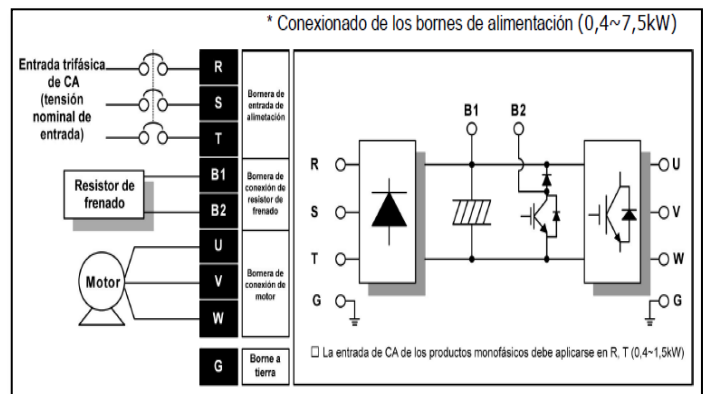 * Conexionado de los bornes de alimentación (0,4~7,5kW)
Entrada trifásica
de CA
(tensión
nominal de
entrada)
R
S
T
Bornera de
entrada de
alimetación
Resistor de
frenado
B1
B2
Bornera de
conexión de
resistor de
frenado
Motor
U
V
W
Bornera de
conexión de
motor
G
Borne a
tierra
B1 B2
R U
S V
T W
G G
□ La entrada de CA de los productos monofásicos debe aplicarse en R, T (0,4~1,5kW)